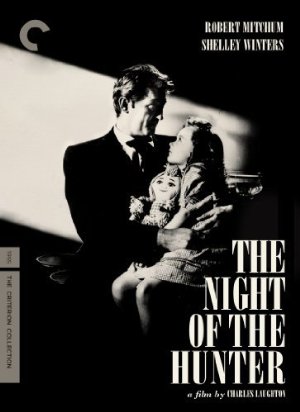 ROBERT MITCHUM
SHELLEY WINTERS
THE
NIGHT
OF THE
HUNTER
a film by CHARLES LAUGHTON
THE CRITERION COLLECTION